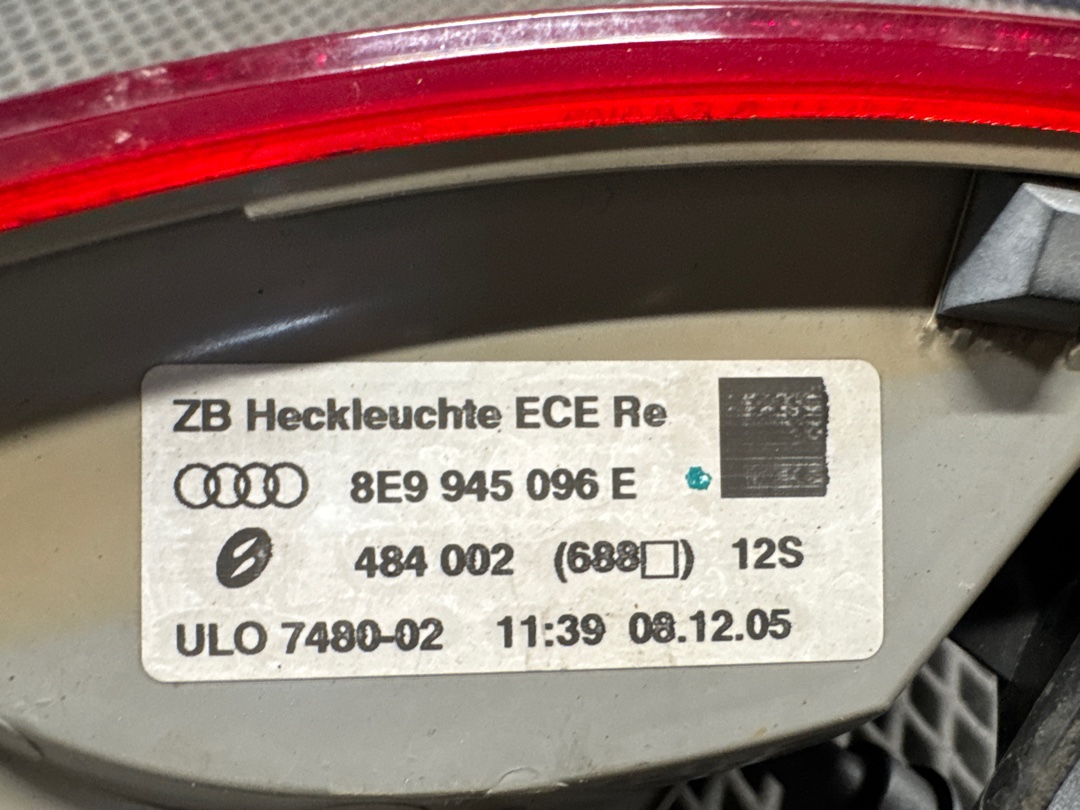 ZB Heckleuchte ECE Re
8E9 945 096 E
484 002 (688□) 12S
ULO 7480-02 11:39 08.12.05